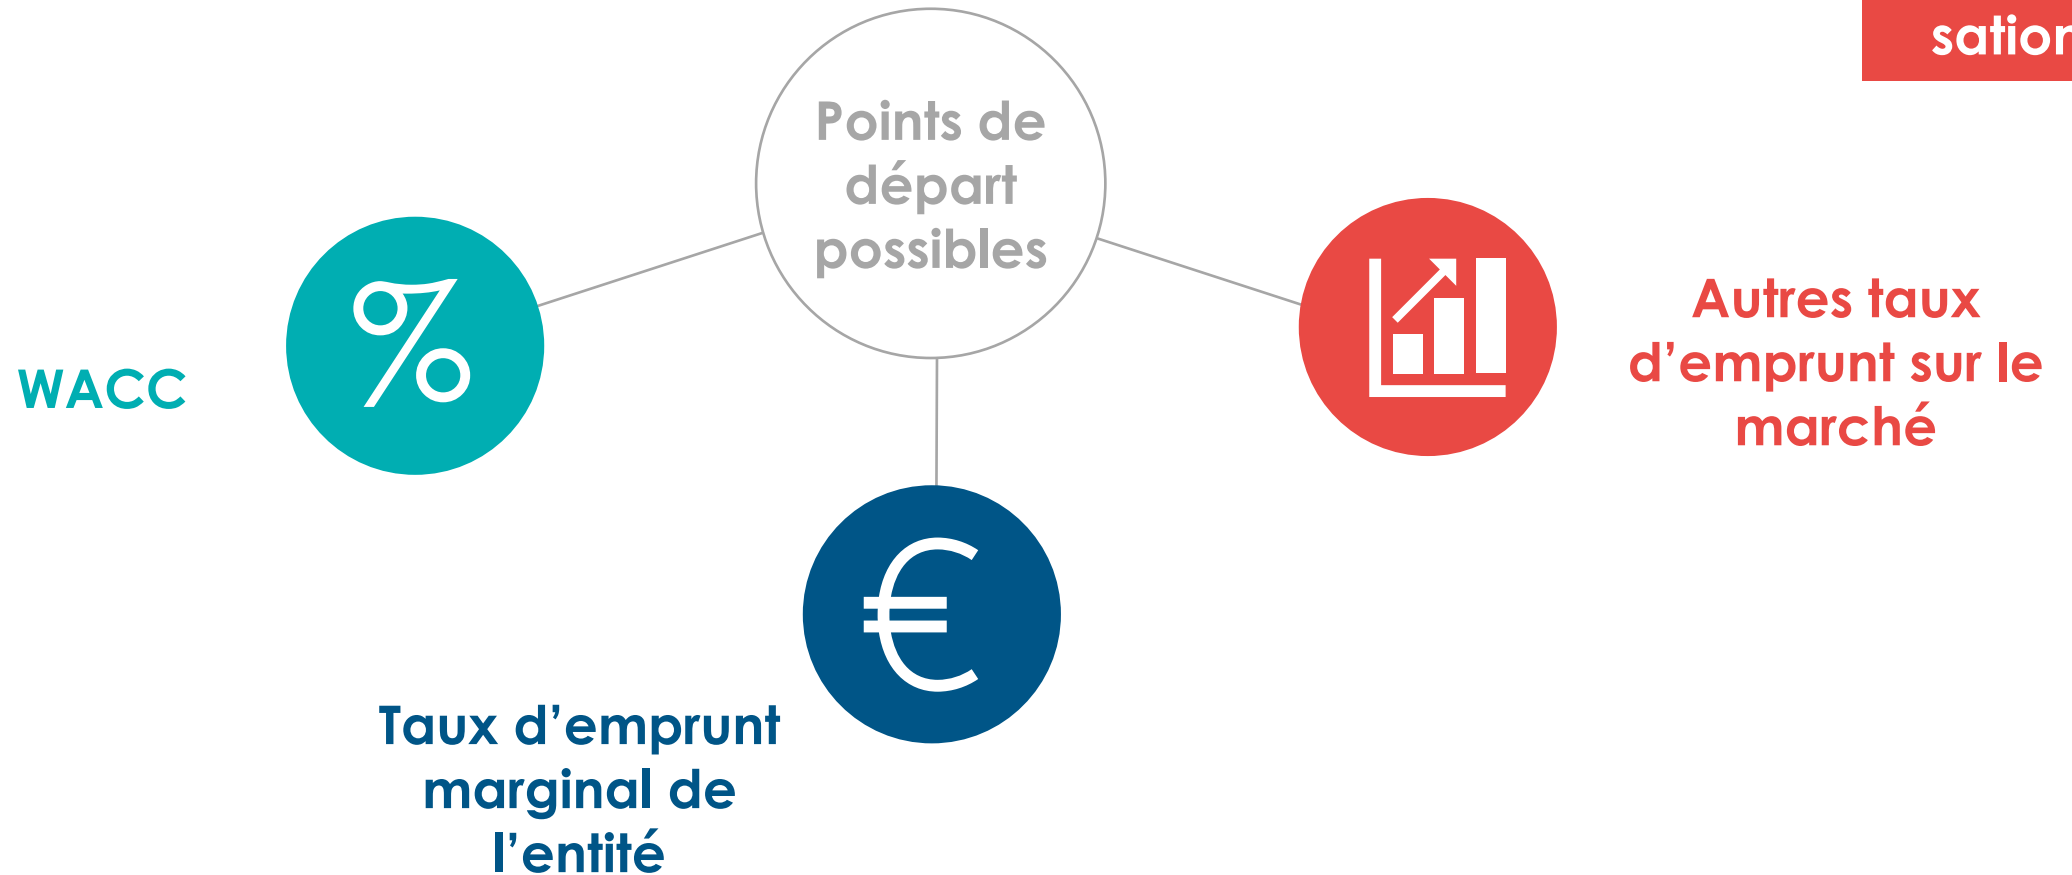 sation
Points de
départ
possibles
WACC
Autres taux
d’emprunt sur le
marché
Taux d’emprunt
marginal de
l’entité